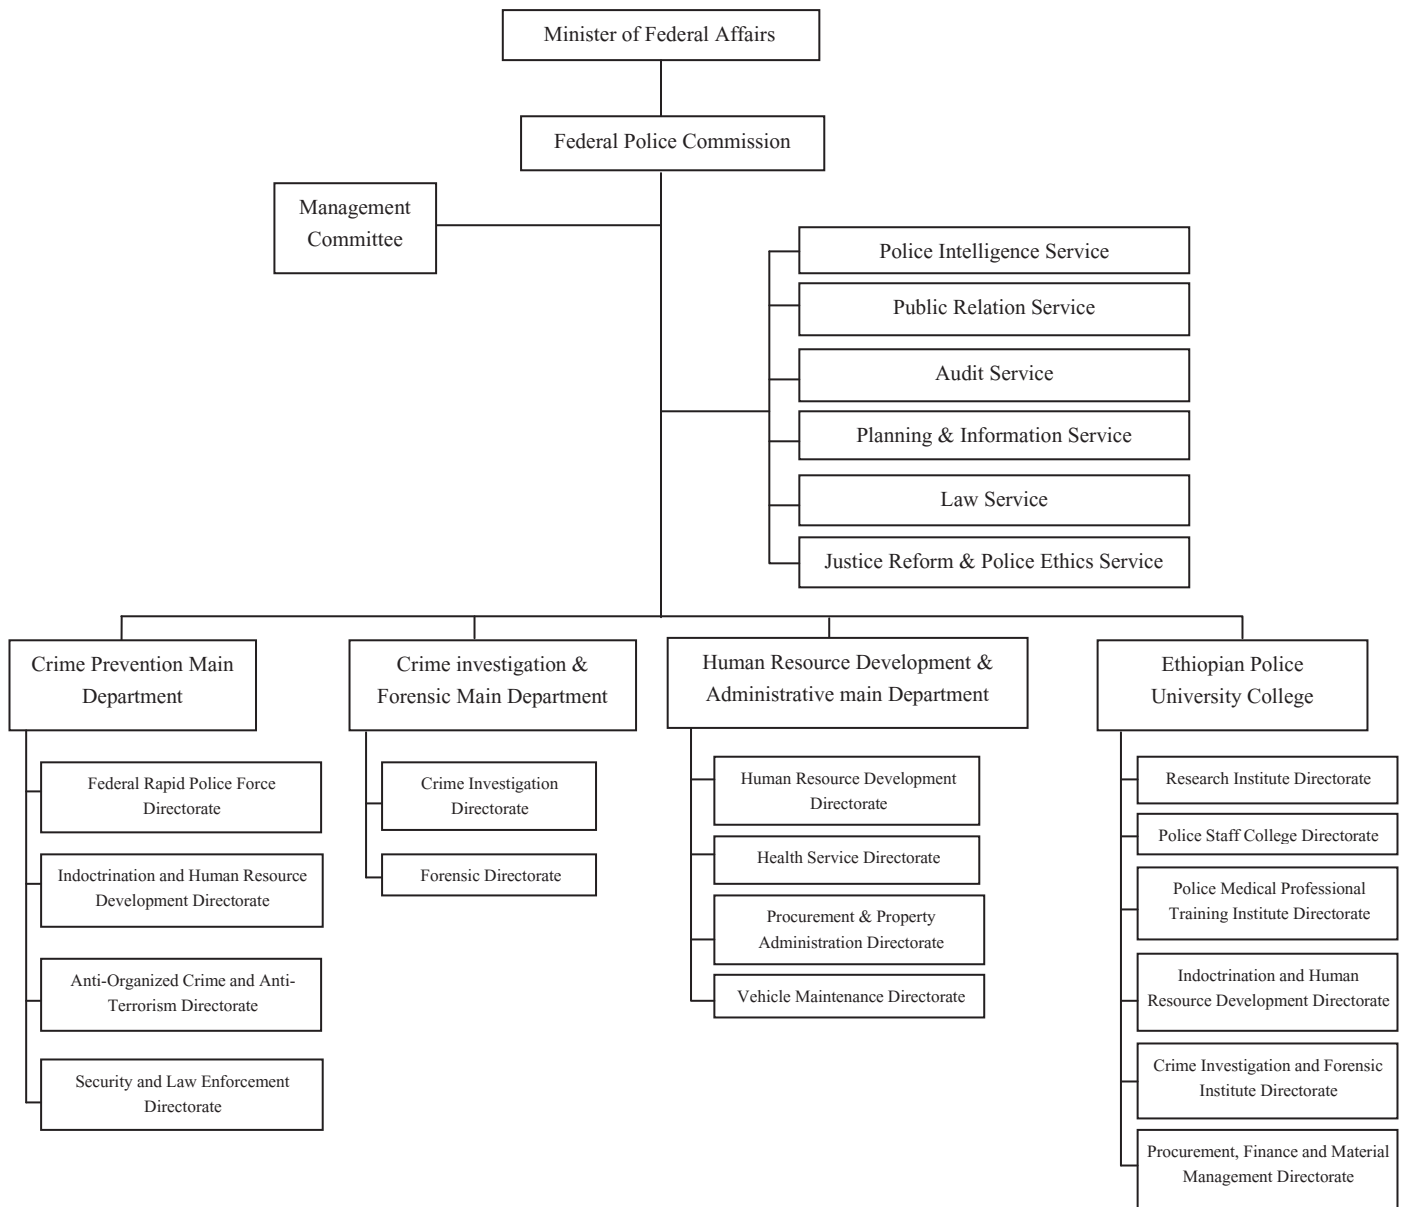 Minister of Federal Affairs
Federal Police Commission
Management
Committee
Police Intelligence Service
Public Relation Service
Audit Service
Planning & Information Service
Law Service
Justice Reform & Police Ethics Service
Crime Prevention Main
Department
Crime investigation &
Forensic Main Department
Human Resource Development &
Administrative main Department
Ethiopian Police
University College
Federal Rapid Police Force
Directorate
Indoctrination and Human Resource
Development Directorate
Anti-Organized Crime and Anti-
Terrorism Directorate
Security and Law Enforcement
Directorate
Crime Investigation
Directorate
Forensic Directorate
Human Resource Development
Directorate
Health Service Directorate
Procurement & Property
Administration Directorate
Vehicle Maintenance Directorate
Research Institute Directorate
Police Staff College Directorate
Police Medical Professional
Training Institute Directorate
Indoctrination and Human
Resource Development Directorate
Crime Investigation and Forensic
Institute Directorate
Procurement, Finance and Material
Management Directorate